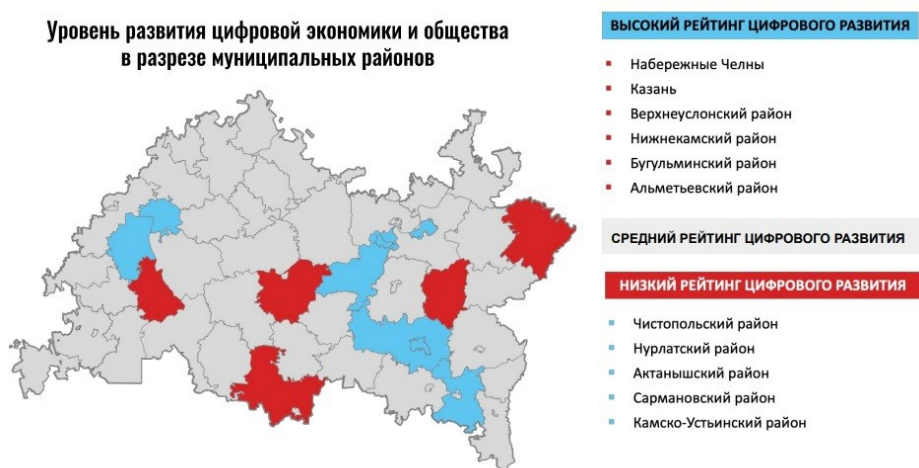 Уровень развития цифровой экономики и общества
в разрезе муниципальных районов
ВЫСОКИЙ РЕЙТИНГ ЦИФРОВОГО РАЗВИТИЯ
Набережные Челны
Казань
Верхнеуслонский район
Нижнекамский район
Бугульминский район
Альметьевский район
СРЕДНИЙ РЕЙТИНГ ЦИФРОВОГО РАЗВИТИЯ
НИЗКИЙ РЕЙТИНГ ЦИФРОВОГО РАЗВИТИЯ
Чистопольский район
Нурлатский район
Актанышский район
Сармановский район
Камско-Устьинский район